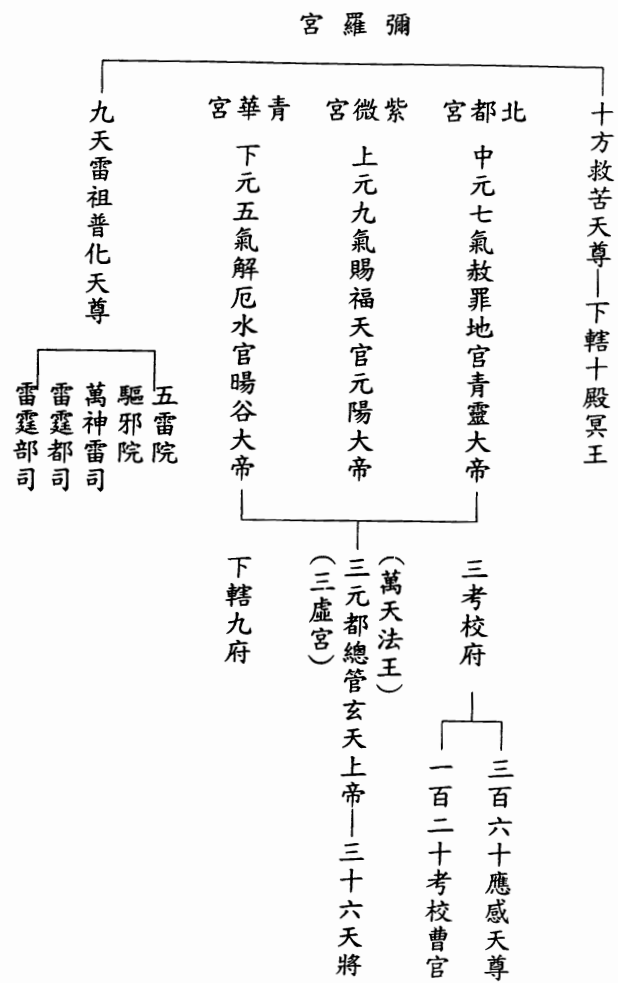 彌羅宮
十方救苦天尊—下轄十殿冥王
北都宮
中元七氣赦罪地官青靈大帝
紫微宮
上元九氣賜福天官元陽大帝
青華宮
下元五氣解厄水官暘谷大帝
九天雷祖普化天尊
五雷院
驅邪院
萬神雷司
雷霆都司
雷霆部司
三考校府
三百六十應感天尊
一百二十考校曹官
（萬天法王）
三元都總管玄天上帝—三十六天將
（三虛宮）
下轄九府